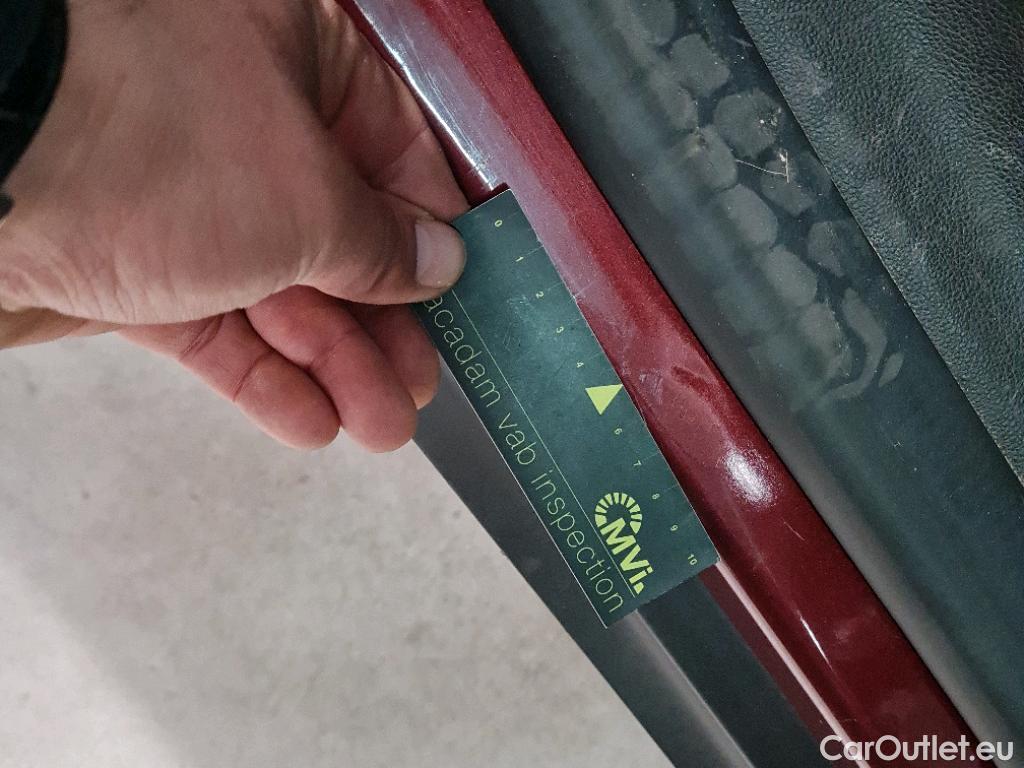 0 1 2 3 4 6 7 8 9 10
acadam vab inspection
MVi
CarOutlet.eu